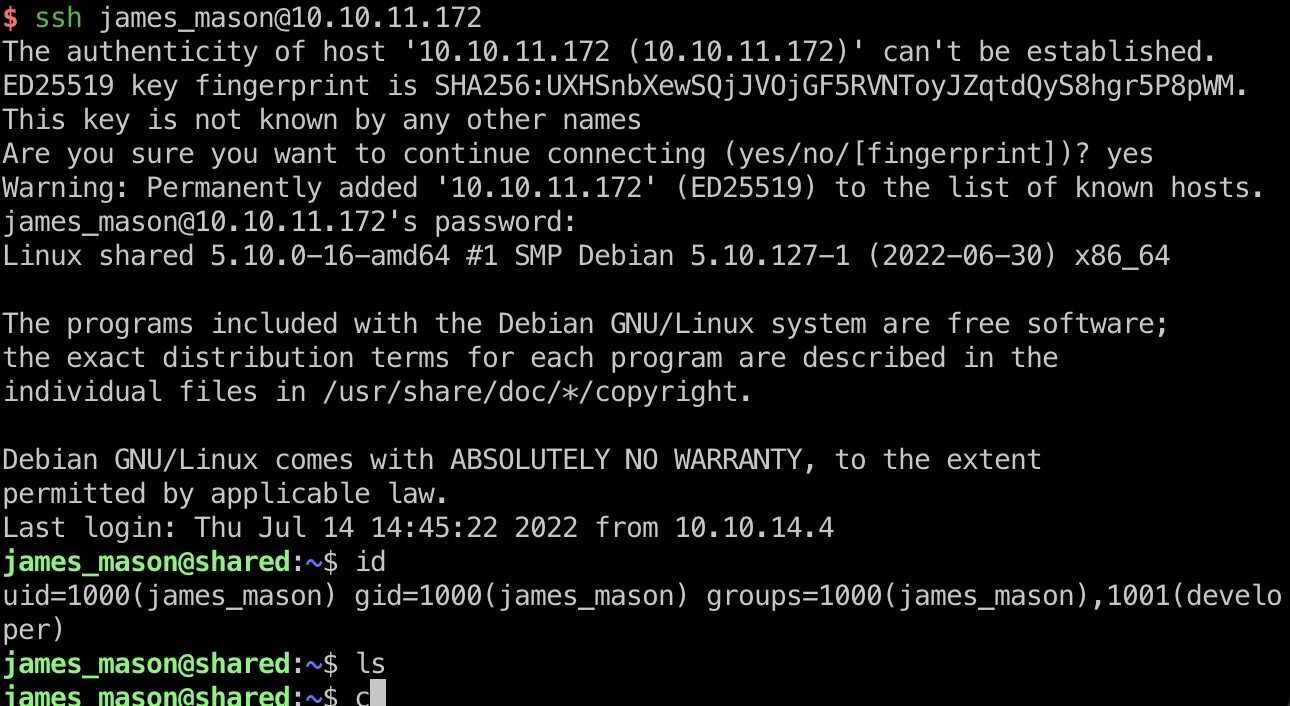 $ ssh james_mason@10.10.11.172
The authenticity of host '10.10.11.172 (10.10.11.172)' can't be established.
ED25519 key fingerprint is SHA256:UXHSnbXewSQjJVOjGF5RVNToyJZqtdQyS8hgr5P8pWM.
This key is not known by any other names
Are you sure you want to continue connecting (yes/no/[fingerprint])? yes
Warning: Permanently added '10.10.11.172' (ED25519) to the list of known hosts.
james_mason@10.10.11.172's password:
Linux shared 5.10.0-16-amd64 #1 SMP Debian 5.10.127-1 (2022-06-30) x86_64
The programs included with the Debian GNU/Linux system are free software;
the exact distribution terms for each program are described in the
individual files in /usr/share/doc/*/copyright.
Debian GNU/Linux comes with ABSOLUTELY NO WARRANTY, to the extent
permitted by applicable law.
Last login: Thu Jul 14 14:45:22 2022 from 10.10.14.4
james_mason@shared:~$ id
uid=1000(james_mason) gid=1000(james_mason) groups=1000(james_mason),1001(develo
per)
james_mason@shared:~$ ls
james_mason@shared:~$ c